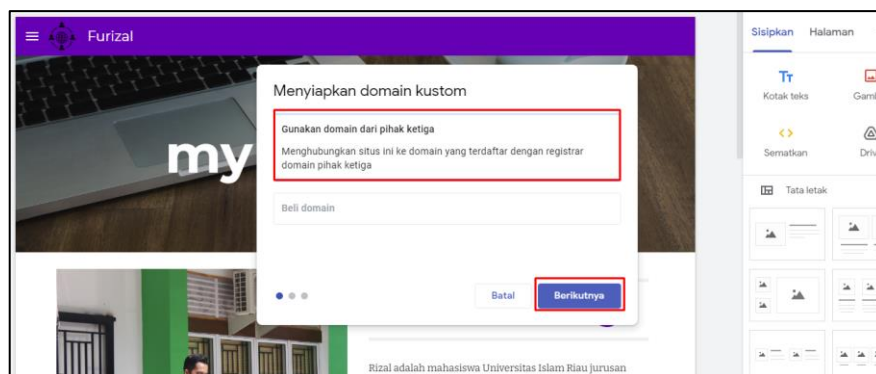 Furizal
Sisipkan Halaman
my
Menyiapkan domain kustom
Gunakan domain dari pihak ketiga
Menghubungkan situs ini ke domain yang terdaftar dengan registrar
domain pihak ketiga
Beli domain
Batal Berikutnya
Rizal adalah mahasiswa Universitas Islam Riau jurusan
Tт
Kotak teks
Sematkan
Tata letak